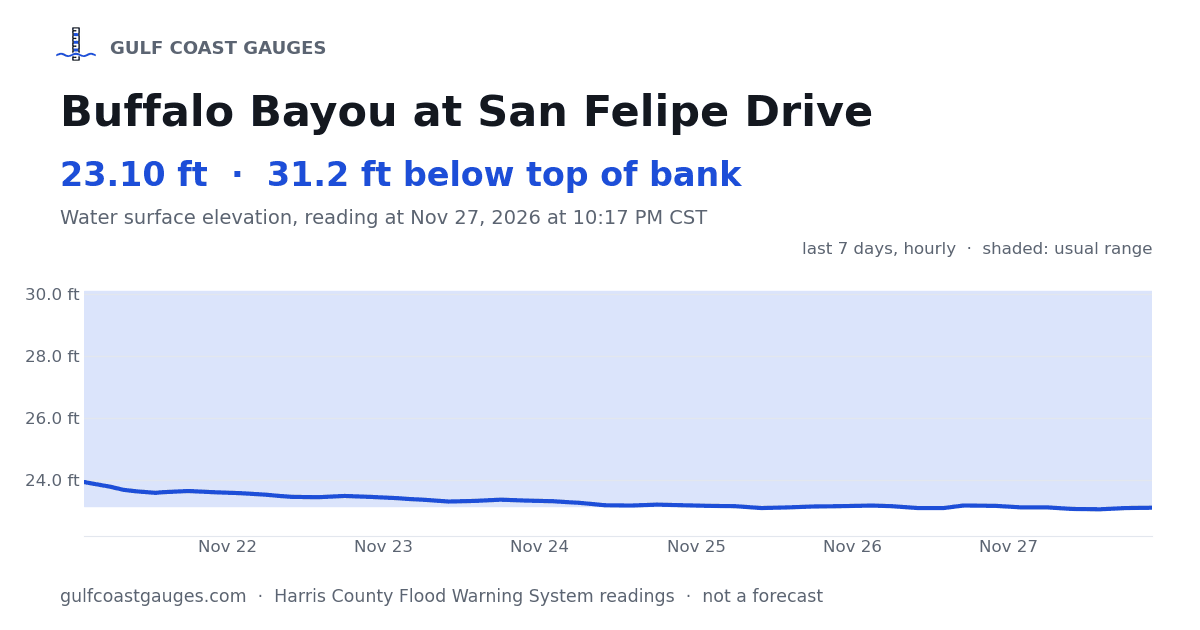 GULF COAST GAUGES
Buffalo Bayou at San Felipe Drive
23.10 ft · 31.2 ft below top of bank
Water surface elevation, reading at Nov 27, 2026 at 10:17 PM CST
last 7 days, hourly · shaded: usual range
30.0 ft
28.0 ft
26.0 ft
24.0 ft
Nov 22 Nov 23 Nov 24 Nov 25 Nov 26 Nov 27
gulfcoastgauges.com · Harris County Flood Warning System readings · not a forecast